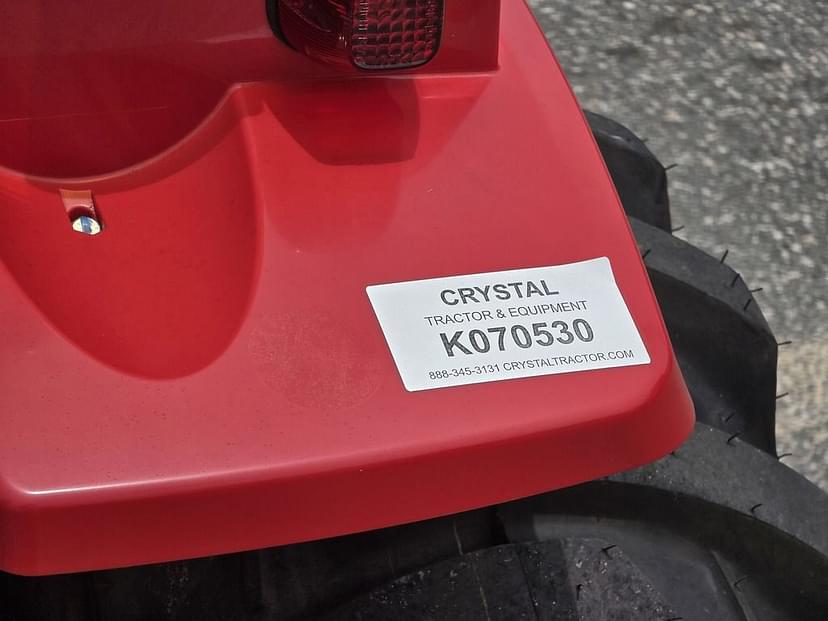 CRYSTAL
TRACTOR & EQUIPMENT
K070530
888-345-3131 CRYSTALTRACTOR.COM